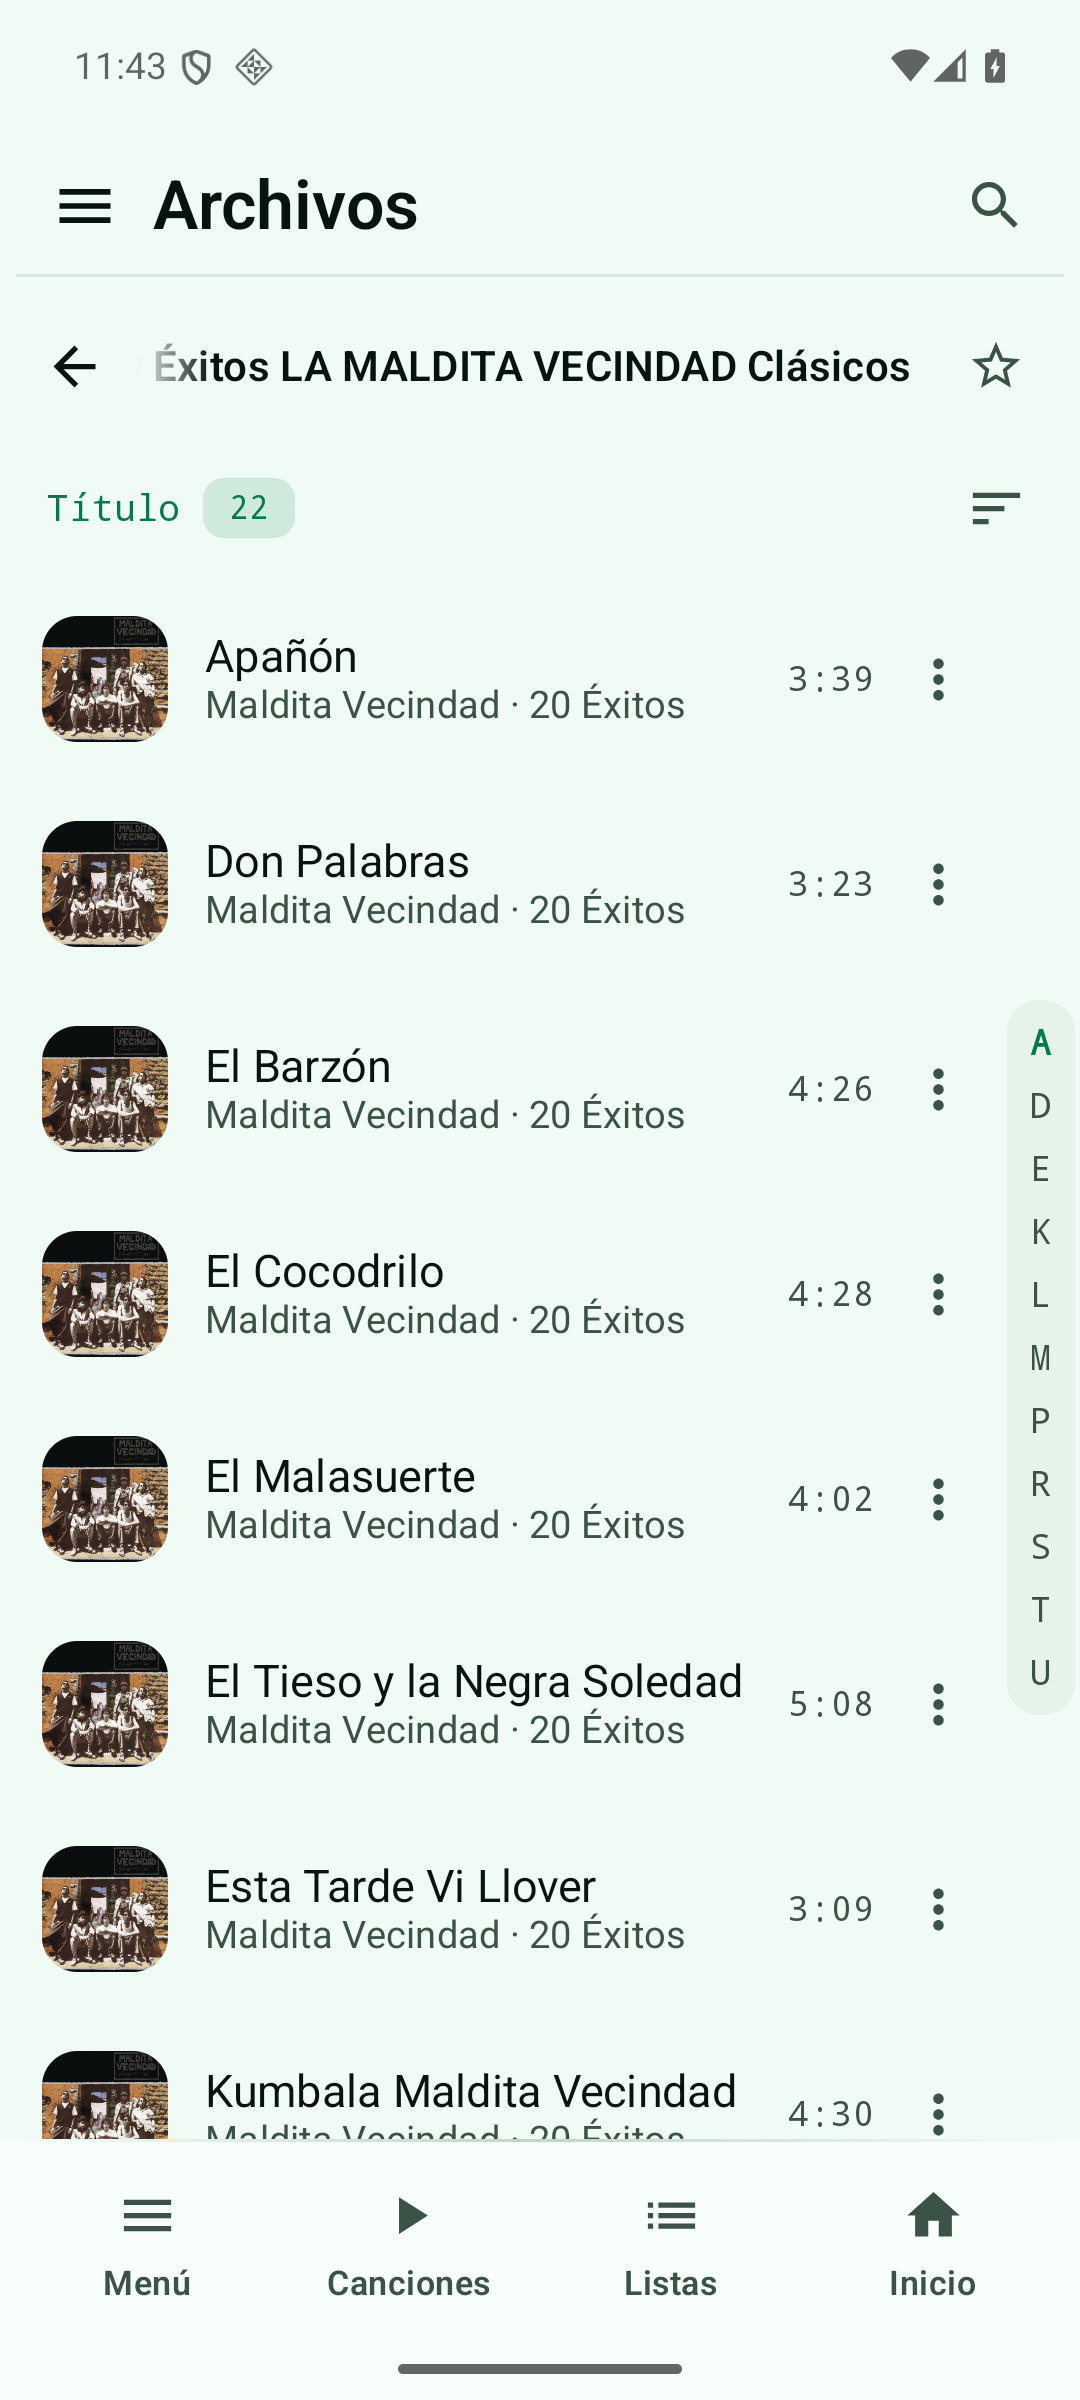 11:43
Archivos
Éxitos LA MALDITA VECINDAD Clásicos
Título 22
Apañón
Maldita Vecindad · 20 Éxitos
3:39
Don Palabras
Maldita Vecindad · 20 Éxitos
3:23
El Barzón
Maldita Vecindad · 20 Éxitos
4:26
El Cocodrilo
Maldita Vecindad · 20 Éxitos
4:28
El Malasuerte
Maldita Vecindad · 20 Éxitos
4:02
El Tieso y la Negra Soledad
Maldita Vecindad · 20 Éxitos
5:08
Esta Tarde Vi Llover
Maldita Vecindad · 20 Éxitos
3:09
Kumbala Maldita Vecindad
Maldita Vecindad · 20 Éxitos
4:30
A
D
E
K
L
M
P
R
S
T
U
Menú
Canciones
Listas
Inicio